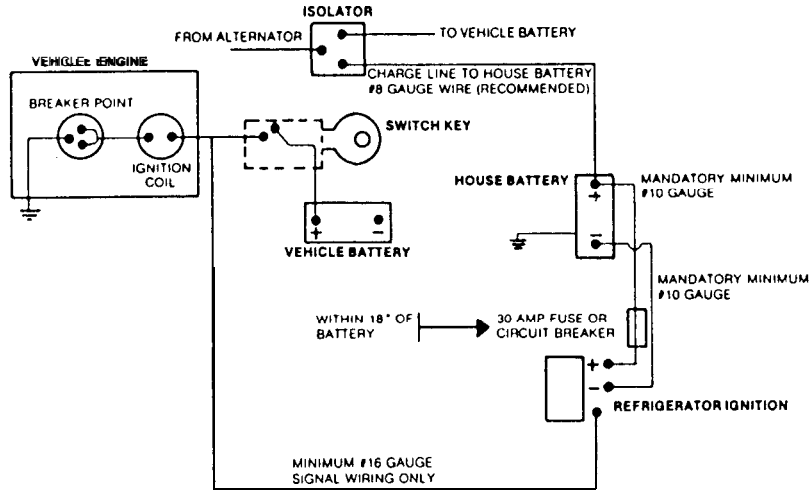 ISOLATOR
FROM ALTERNATOR
TO VEHICLE BATTERY
VEHICLE ENGINE
CHARGE LINE TO HOUSE BATTERY
#8 GAUGE WIRE (RECOMMENDED)
BREAKER POINT
SWITCH KEY
IGNITION
COIL
HOUSE BATTERY
MANDATORY MINIMUM
#10 GAUGE
+
+ -
-
VEHICLE BATTERY
MANDATORY MINIMUM
#10 GAUGE
WITHIN 18" OF
BATTERY
30 AMP FUSE OR
CIRCUIT BREAKER
+
-
REFRIGERATOR IGNITION
MINIMUM #16 GAUGE
SIGNAL WIRING ONLY